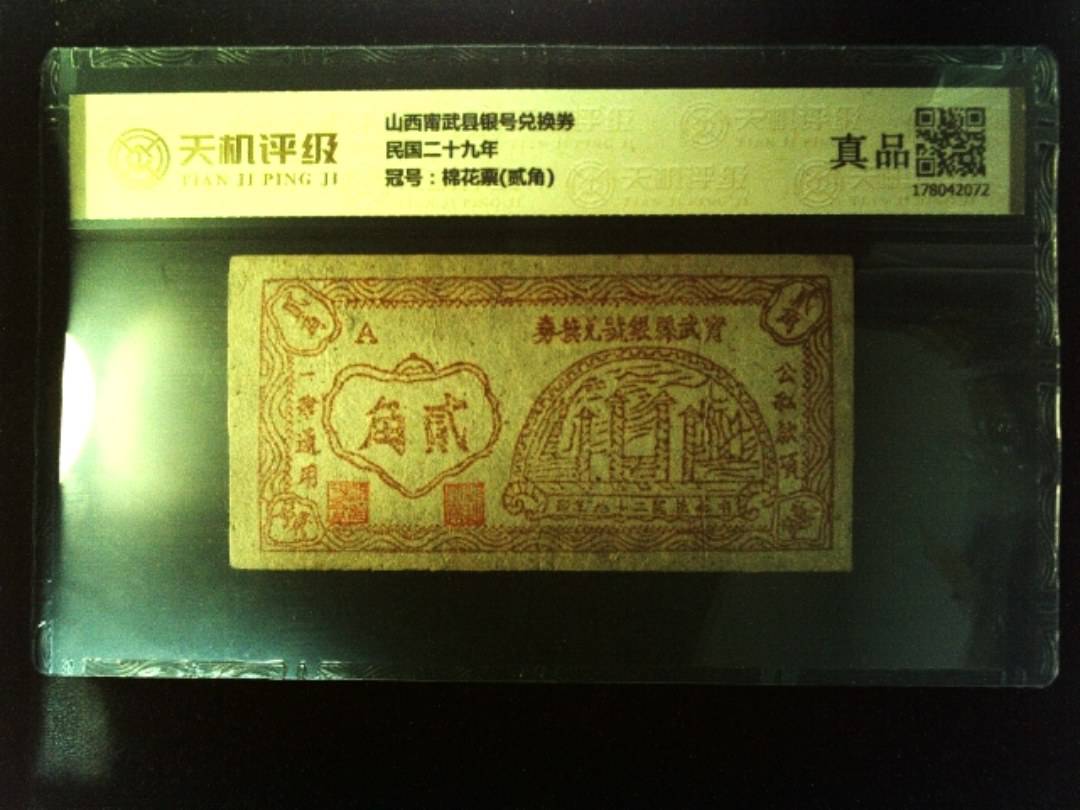 天机评级
TIAN JI PING JI
山西甯武县银号兑换券
民国二十九年
冠号：棉花票(贰角)
真品
178042072
A
券换兑號銀縣武甯
角貳
公私款項
一律通用